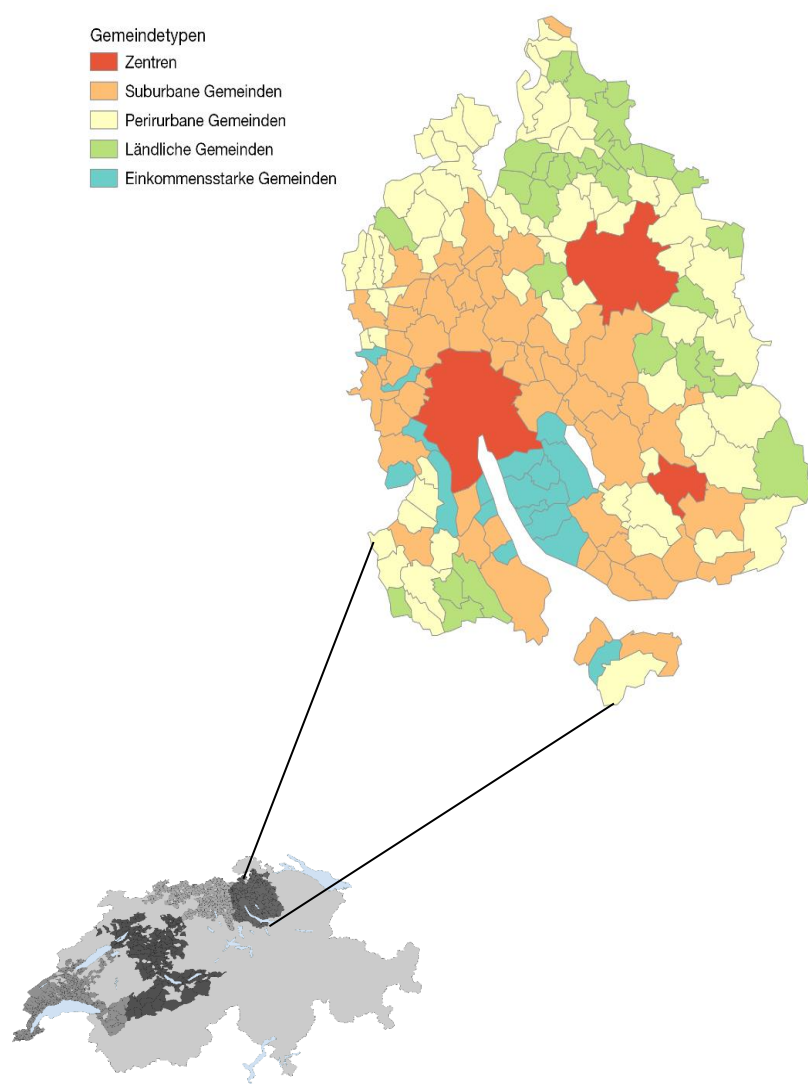 Gemeindetypen
Zentren
Suburbane Gemeinden
Perirurbane Gemeinden
Ländliche Gemeinden
Einkommensstarke Gemeinden